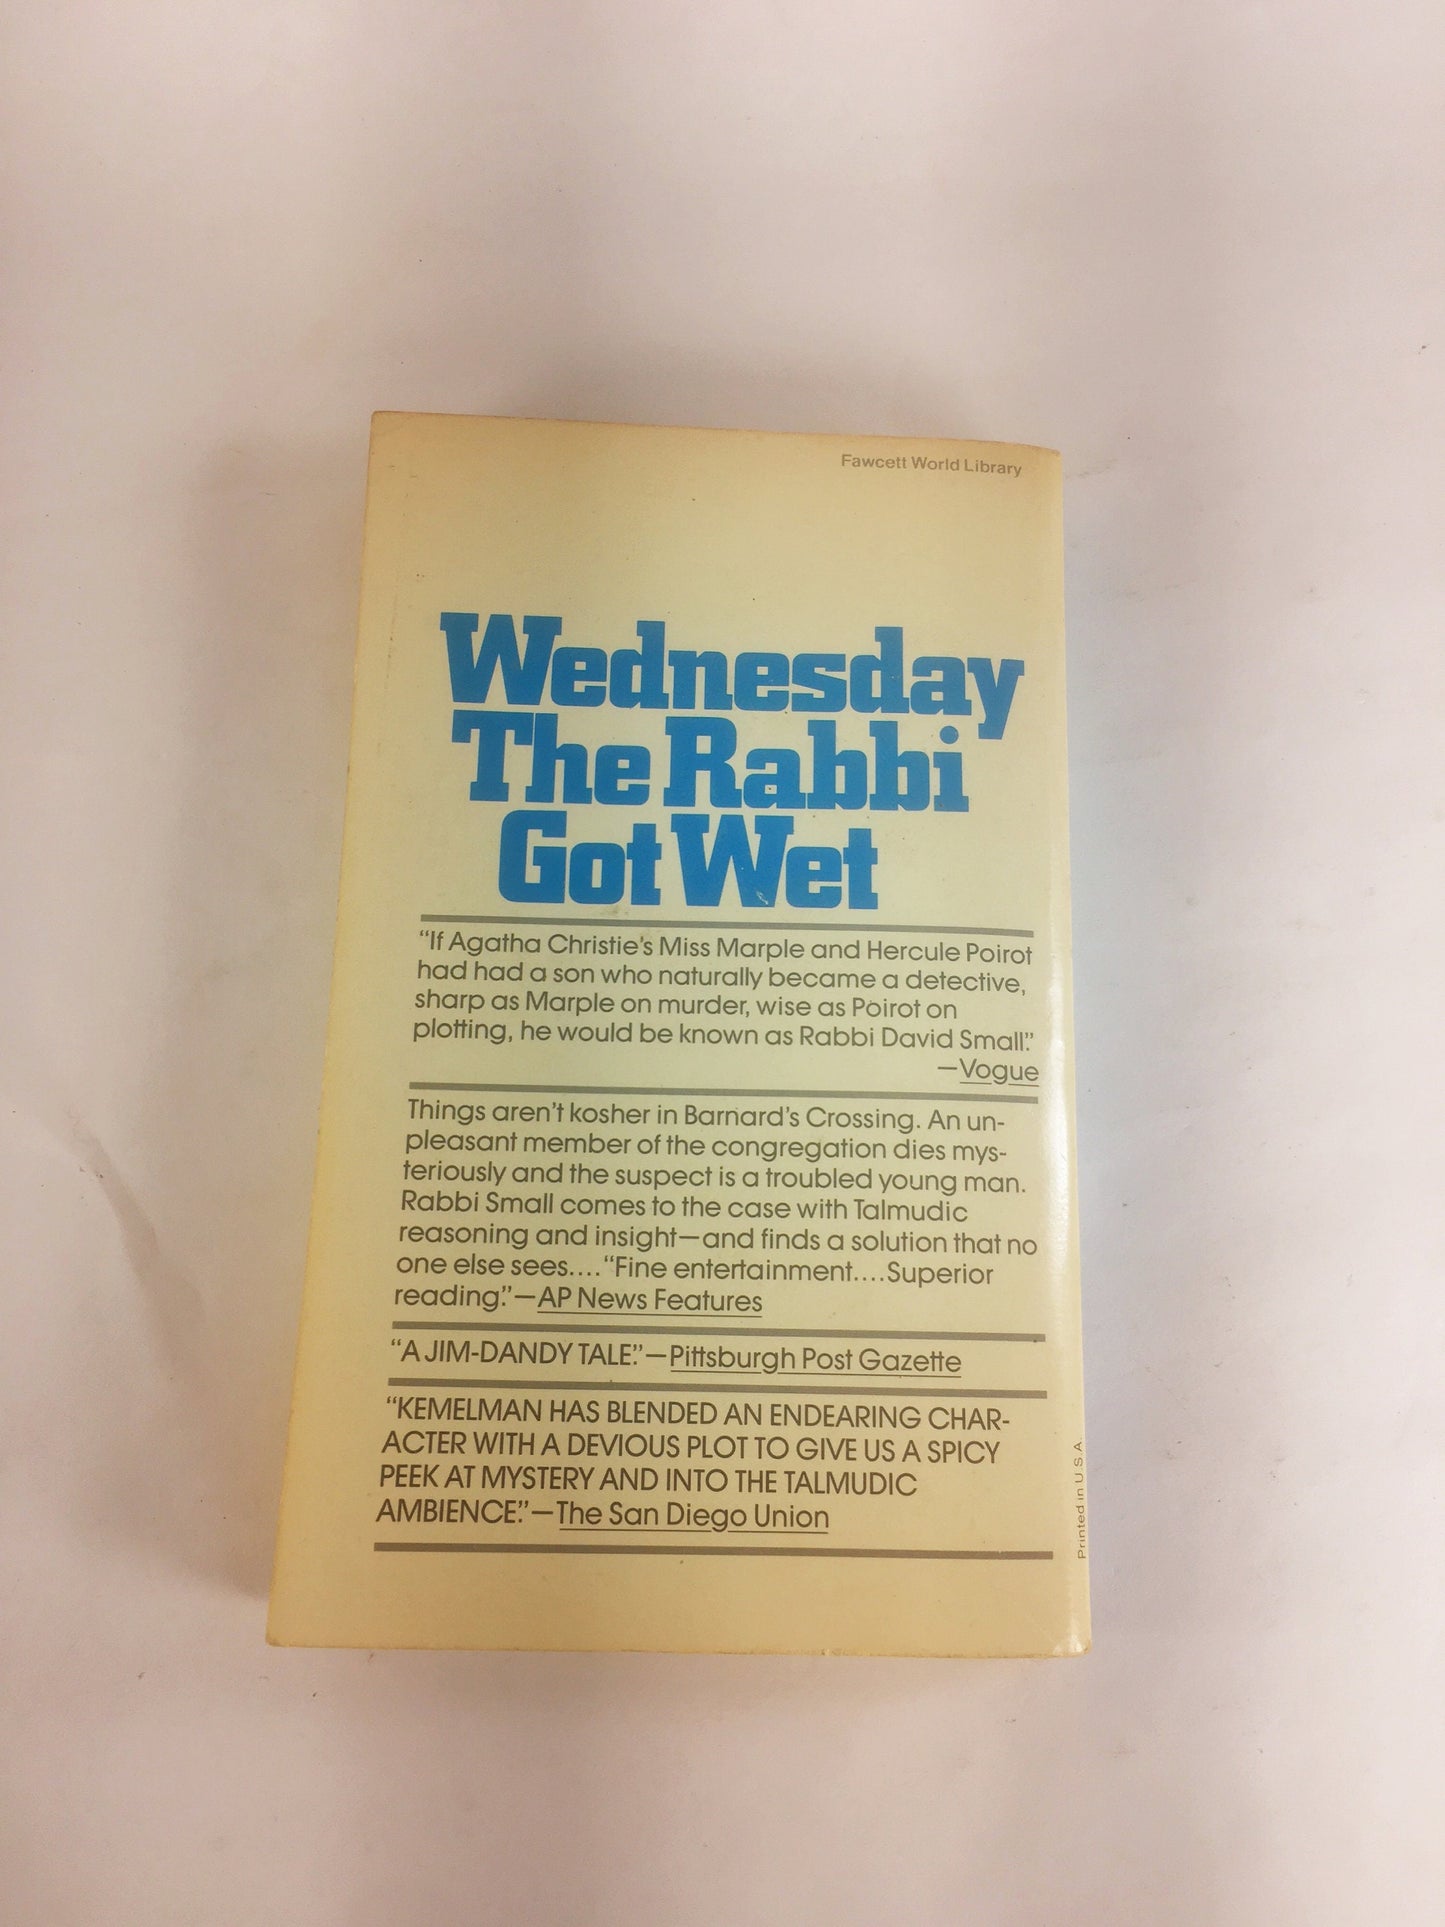 Fawcett World Library
Wednesday
The Rabbi
Got Wet
“If Agatha Christie’s Miss Marple and Hercule Poirot
had had a son who naturally became a detective,
sharp as Marple on murder, wise as Poirot on
plotting, he would be known as Rabbi David Small.”
—Vogue
Things aren’t kosher in Barnard’s Crossing. An un-
pleasant member of the congregation dies mys-
teriously and the suspect is a troubled young man.
Rabbi Small comes to the case with Talmudic
reasoning and insight—and finds a solution that no
one else sees.... “Fine entertainment....Superior
reading.”—AP News Features
“A JIM-DANDY TALE.”—Pittsburgh Post Gazette
“KEMELMAN HAS BLENDED AN ENDEARING CHAR-
ACTER WITH A DEVIOUS PLOT TO GIVE US A SPICY
PEEK AT MYSTERY AND INTO THE TALMUDIC
AMBIENCE.”—The San Diego Union
Printed in U.S.A.